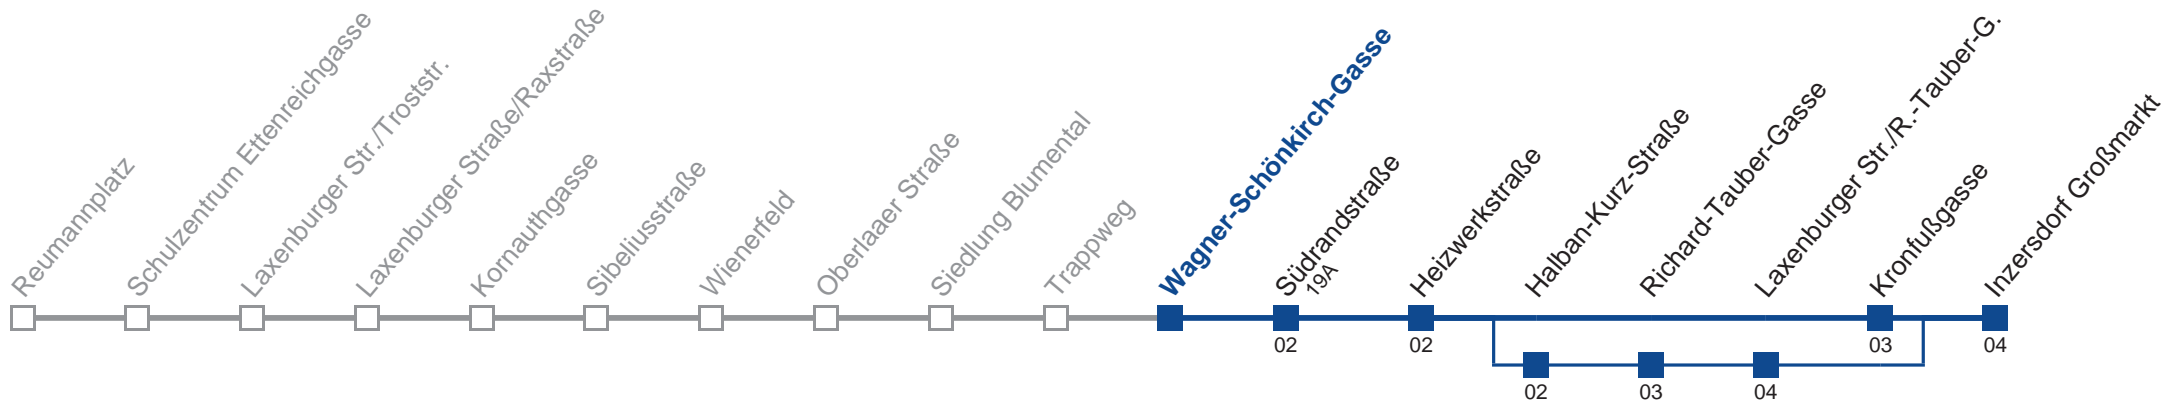 Reumannplatz
Schulzentrum Ettenreichgasse
Laxenburger Str./Troststr.
Laxenburger Straße/Raxstraße
Kornauthgasse
Sibeliusstraße
Wienerfeld
Oberlaaer Straße
Siedlung Blumental
Trappweg
Wagner-Schönkirch-Gasse
Südrandstraße
19A
Heizwerkstraße
Halban-Kurz-Straße
Richard-Tauber-Gasse
Laxenburger Str./R.-Tauber-G.
Kronfußgasse
Inzersdorf Großmarkt
02
02
03
04
02
03
04